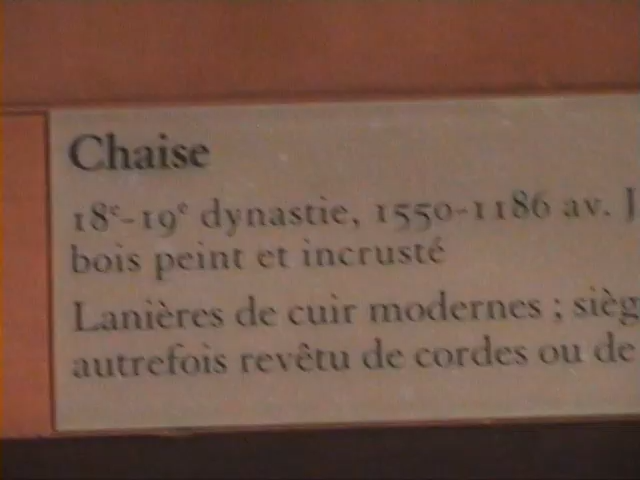 Chaise
18e-19e dynastie, 1550-1186 av. J
bois peint et incrusté
Lanières de cuir modernes ; sièg
autrefois revêtu de cordes ou de